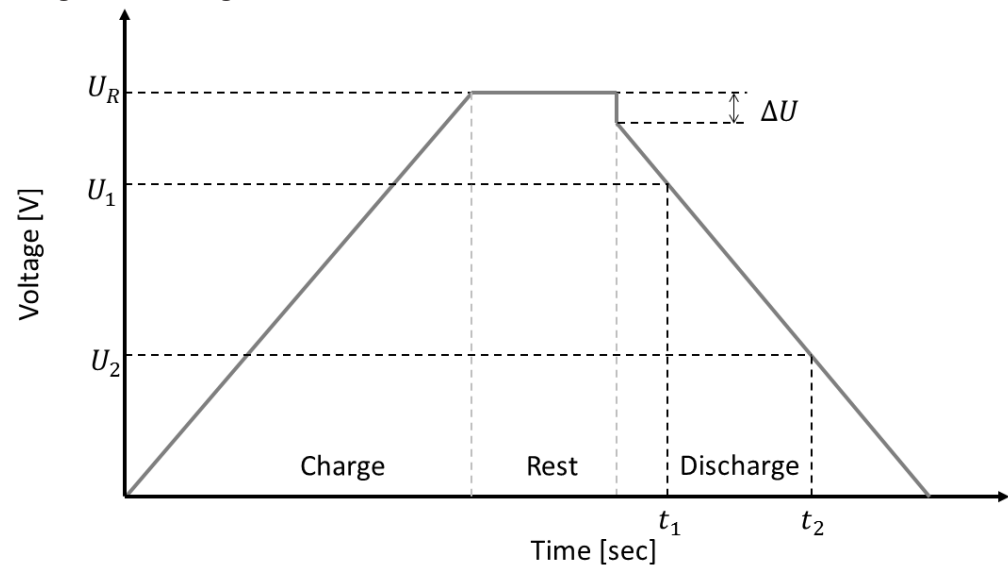 U_R
ΔU
U_1
Voltage [V]
U_2
Charge
Rest
Discharge
t_1
t_2
Time [sec]